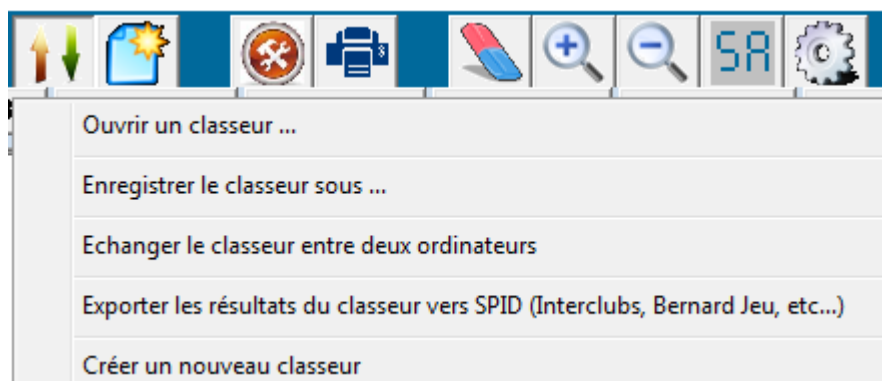 SA
Ouvrir un classeur ...
Enregistrer le classeur sous ...
Echanger le classeur entre deux ordinateurs
Exporter les résultats du classeur vers SPID (Interclubs, Bernard Jeu, etc...)
Créer un nouveau classeur